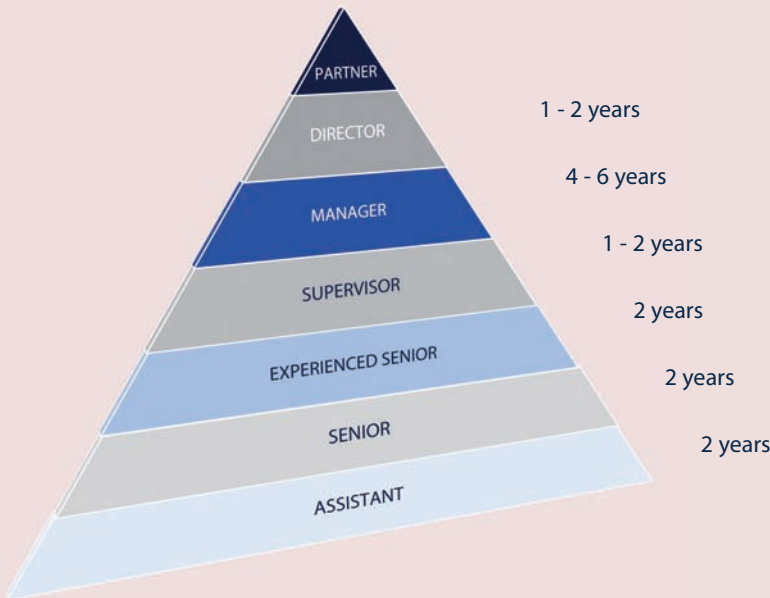 PARTNER
1 - 2 years
DIRECTOR
4 - 6 years
MANAGER
1 - 2 years
SUPERVISOR
2 years
EXPERIENCED SENIOR
2 years
SENIOR
2 years
ASSISTANT